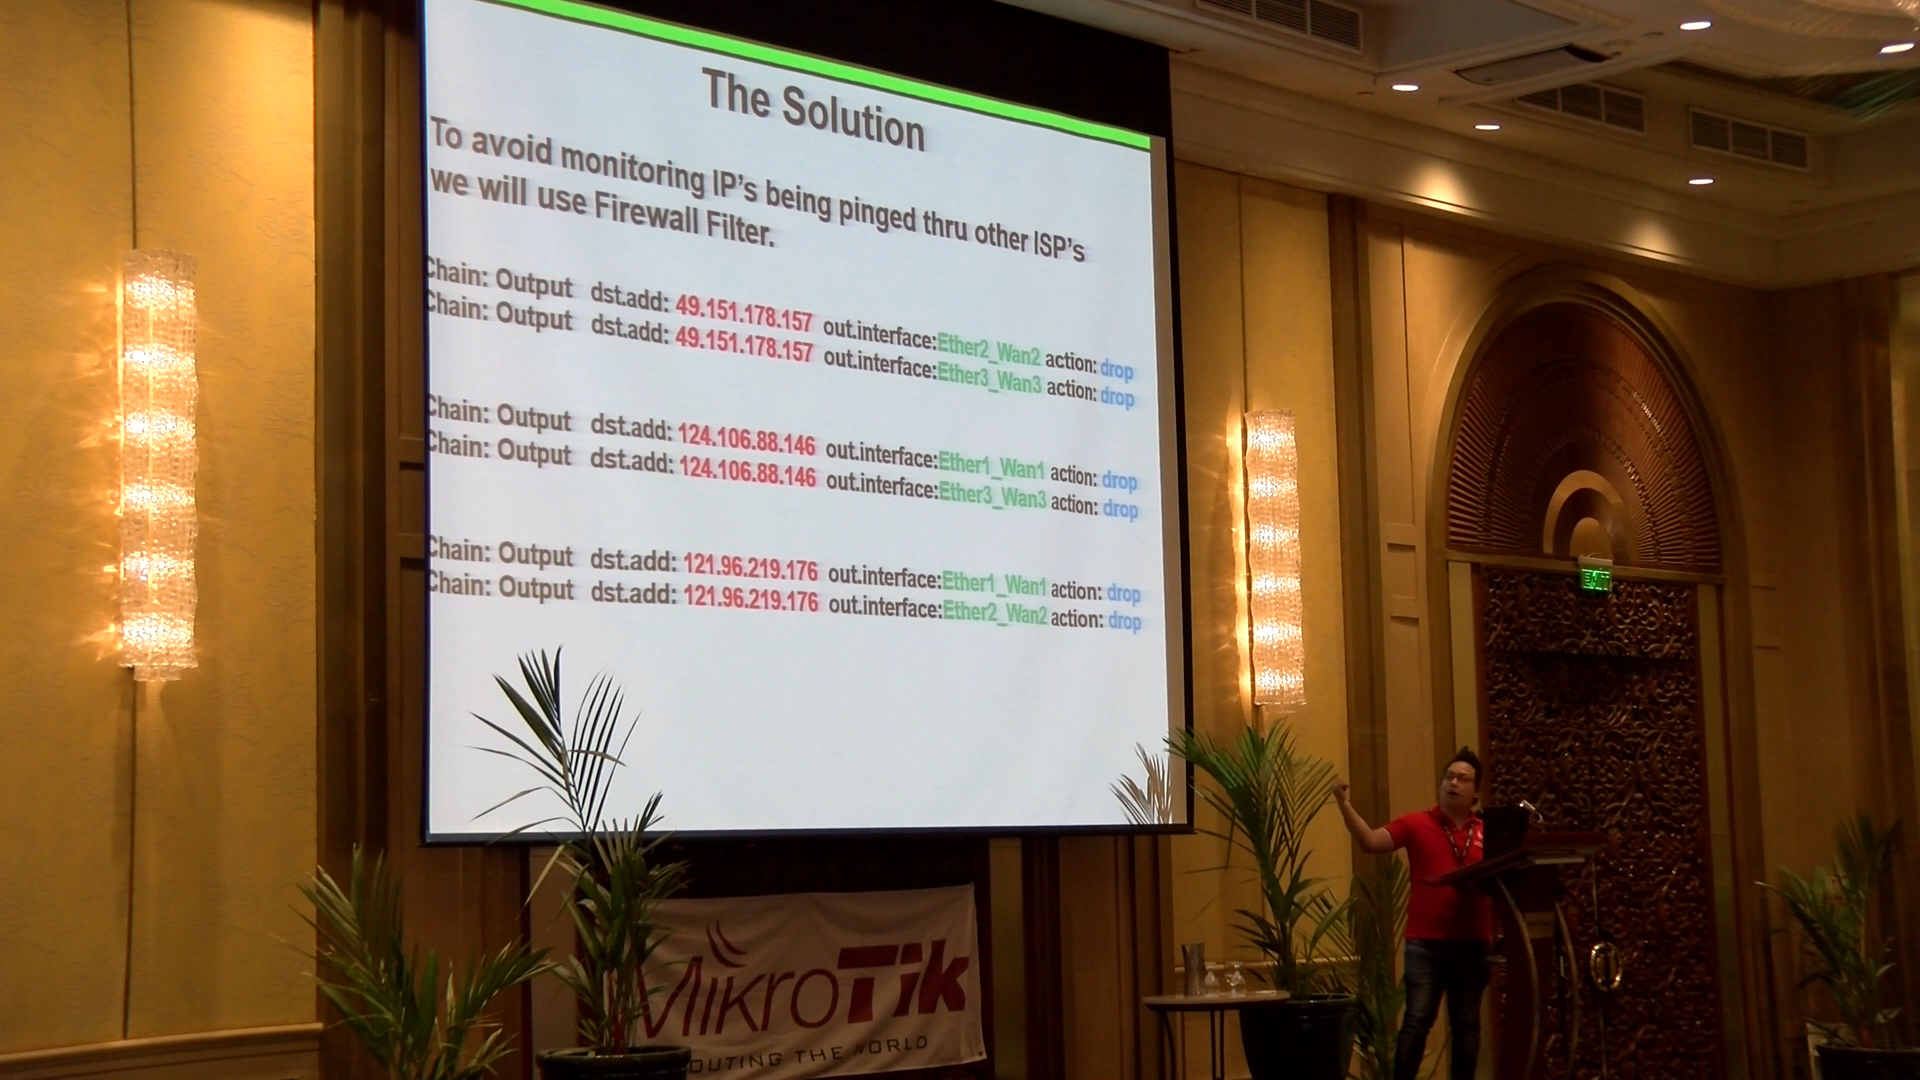 The Solution
To avoid monitoring IP's being pinged thru other ISP's
we will use Firewall Filter.
Chain: Output dst.add: 49.151.178.157 out.interface:Ether2_Wan2 action: drop
Chain: Output dst.add: 49.151.178.157 out.interface:Ether3_Wan3 action: drop
Chain: Output dst.add: 124.106.88.146 out.interface:Ether1_Wan1 action: drop
Chain: Output dst.add: 124.106.88.146 out.interface:Ether3_Wan3 action: drop
Chain: Output dst.add: 121.96.219.176 out.interface:Ether1_Wan1 action: drop
Chain: Output dst.add: 121.96.219.176 out.interface:Ether2_Wan2 action: drop
EXIT
MikroTik
OUTING THE WORLD